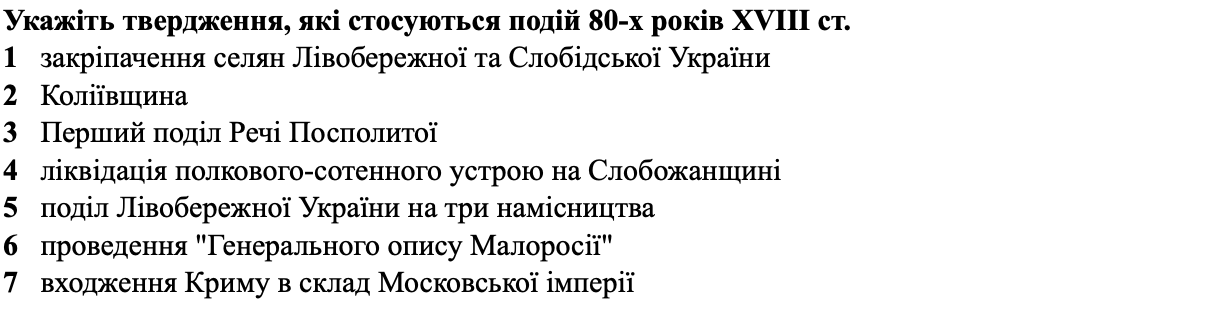 Укажіть твердження, які стосуються подій 80-х років XVIII ст.
1 закріпачення селян Лівобережної та Слобідської України
2 Коліївщина
3 Перший поділ Речі Посполитої
4 ліквідація полкового-сотенного устрою на Слобожанщині
5 поділ Лівобережної України на три намісництва
6 проведення "Генерального опису Малоросії"
7 входження Криму в склад Московської імперії